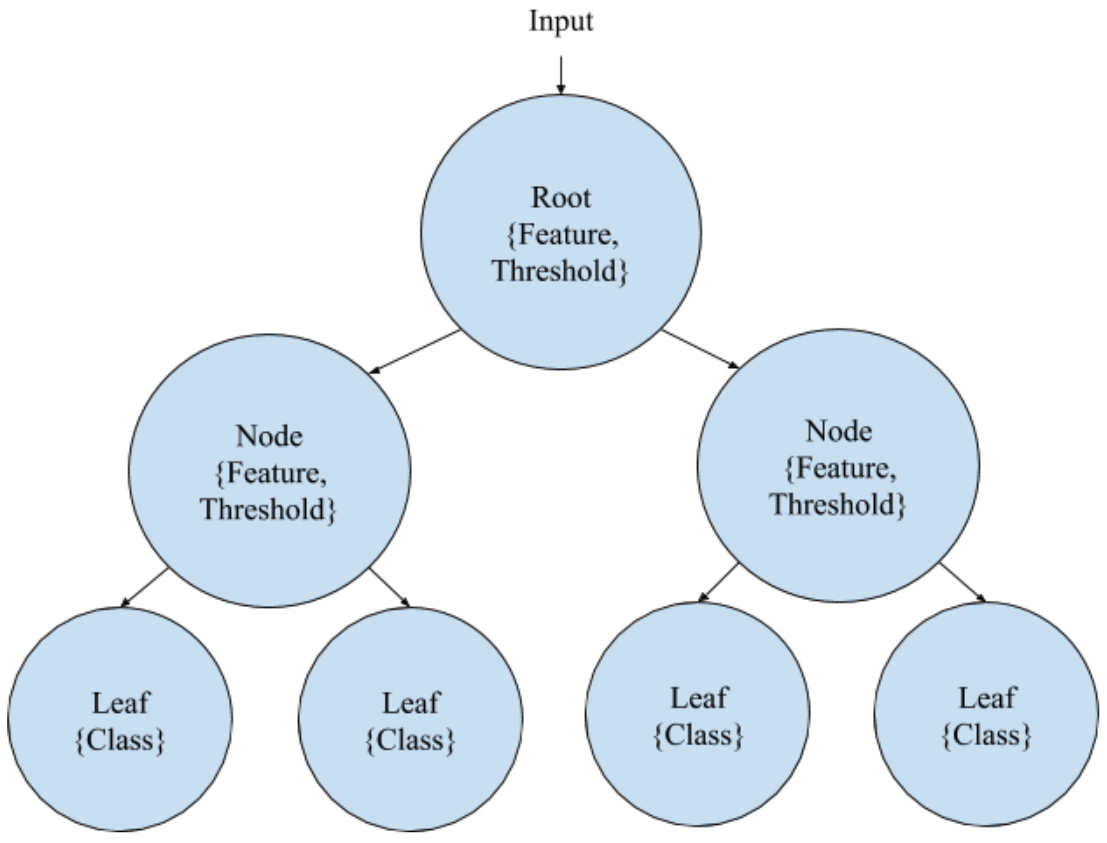 Input
Root
{Feature,
Threshold}
Node
{Feature,
Threshold}
Node
{Feature,
Threshold}
Leaf
{Class}
Leaf
{Class}
Leaf
{Class}
Leaf
{Class}